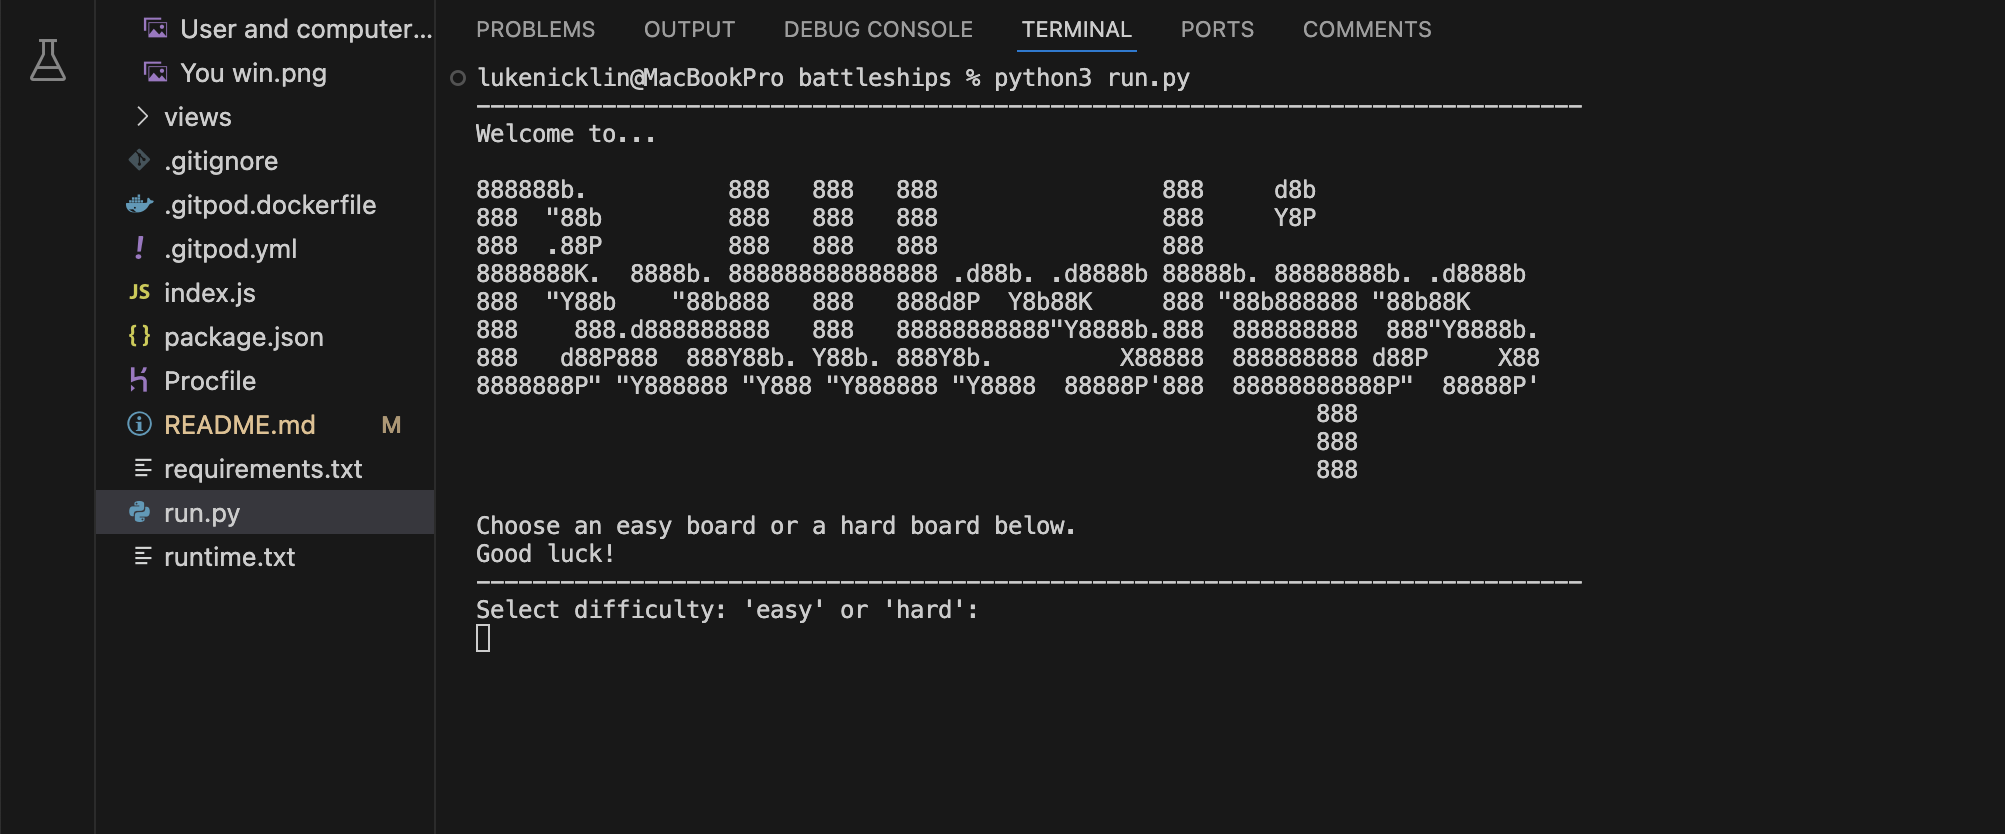 User and computer...
You win.png
views
.gitignore
.gitpod.dockerfile
! .gitpod.yml
JS index.js
{} package.json
Procfile
README.md M
requirements.txt
run.py
runtime.txt
PROBLEMS OUTPUT DEBUG CONSOLE TERMINAL PORTS COMMENTS
lukenicklin@MacBookPro battleships % python3 run.py
-------------------------------------------------------------------------------
Welcome to...
888888b.          888   888   888                888     d8b
888  "88b         888   888   888                888     Y8P
888  .88P         888   888   888                888
8888888K.  8888b. 888888888888888 .d88b. .d8888b 88888b. 88888888b. .d8888b
888  "Y88b    "88b888   888   888d8P  Y8b88K     888 "88b888888 "88b88K
888    888.d888888888   888   88888888888"Y8888b.888  888888888  888"Y8888b.
888   d88P888  888Y88b. Y88b. 888Y8b.         X88888  888888888 d88P     X88
8888888P" "Y888888 "Y888 "Y888888 "Y8888  88888P'888  88888888888P"  88888P'
                                                            888
                                                            888
                                                            888
Choose an easy board or a hard board below.
Good luck!
-------------------------------------------------------------------------------
Select difficulty: 'easy' or 'hard':